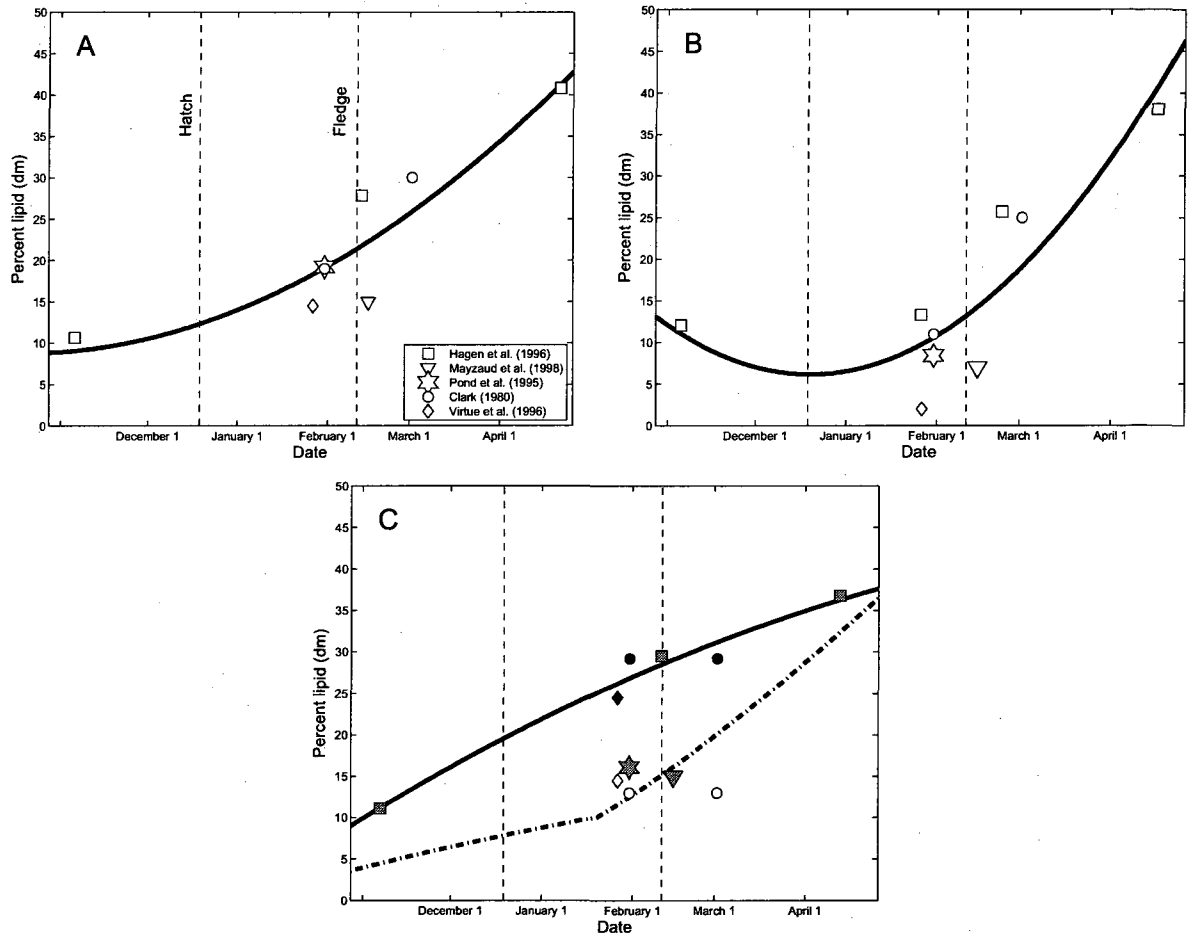 A
50
45
40
35
30
25
20
15
10
5
0
Percent lipid (dm)
Hatch
Fledge
Hagen et al. (1996)
Mayzaud et al. (1998)
Pond et al. (1995)
Clark (1980)
Virtue et al. (1996)
December 1
January 1
February 1
March 1
April 1
Date
B
50
45
40
35
30
25
20
15
10
5
0
Percent lipid (dm)
December 1
January 1
February 1
March 1
April 1
Date
C
50
45
40
35
30
25
20
15
10
5
0
Percent lipid (dm)
December 1
January 1
February 1
March 1
April 1
Date